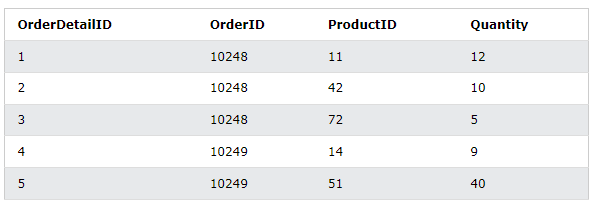 OrderDetailID OrderID ProductID Quantity
1 10248 11 12
2 10248 42 10
3 10248 72 5
4 10249 14 9
5 10249 51 40